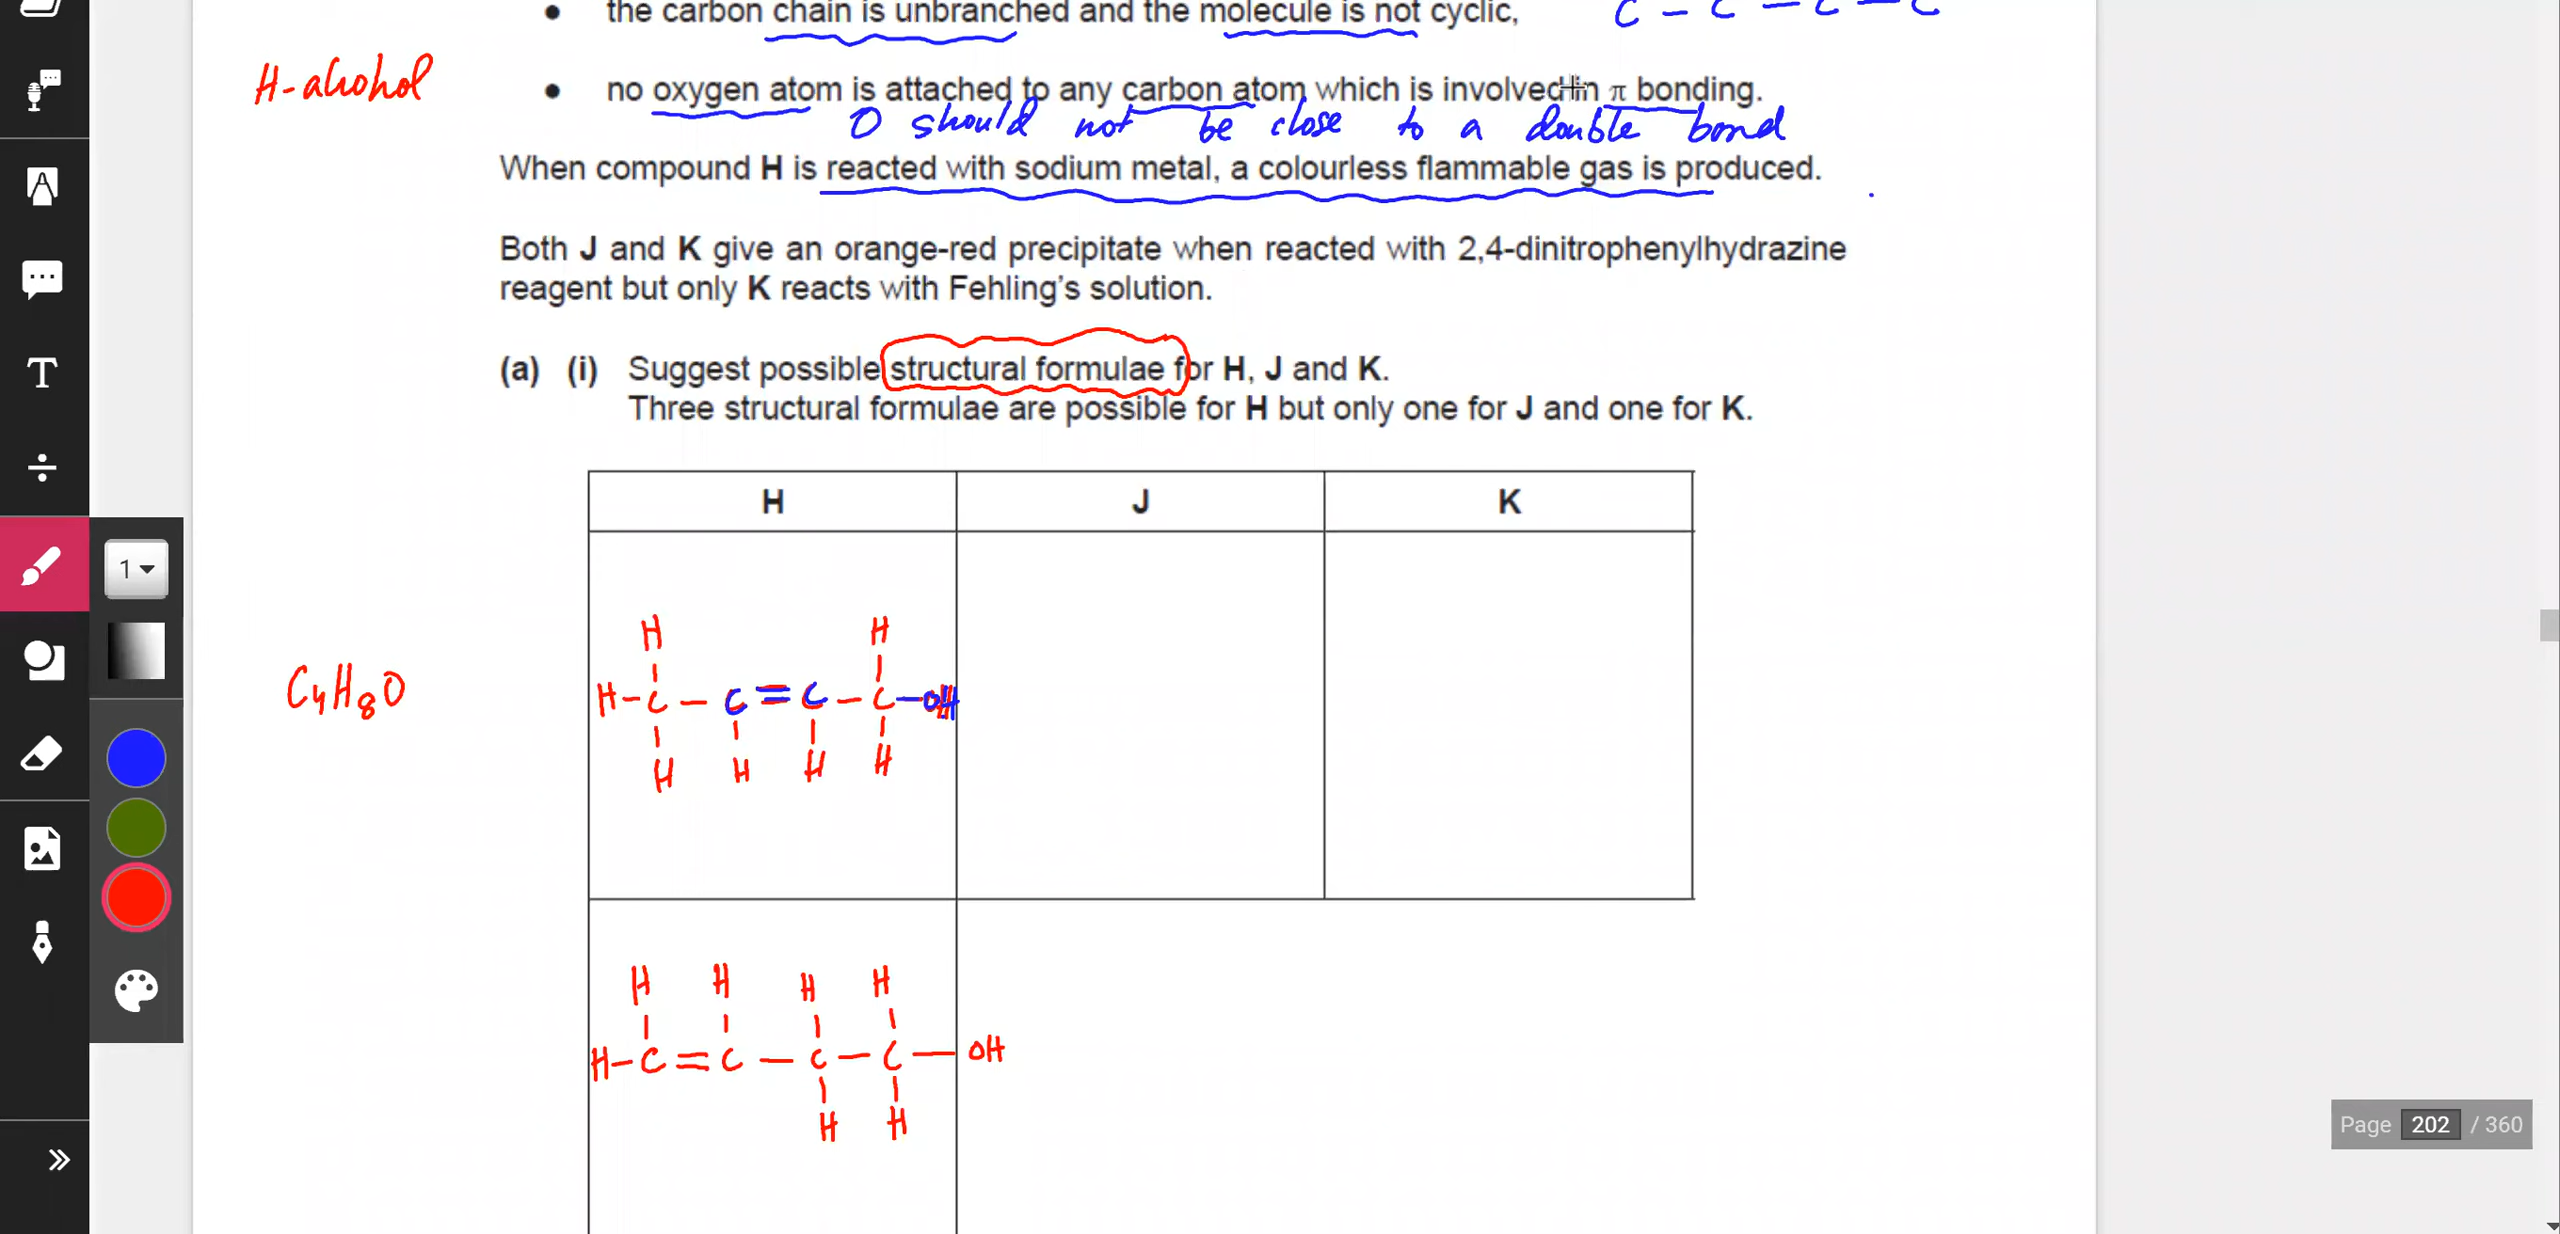 the carbon chain is unbranched and the molecule is not cyclic,
C – C – C – C
H-alcohol
no oxygen atom is attached to any carbon atom which is involved in π bonding.
O should not be close to a double bond
When compound H is reacted with sodium metal, a colourless flammable gas is produced.
Both J and K give an orange-red precipitate when reacted with 2,4-dinitrophenylhydrazine
reagent but only K reacts with Fehling's solution.
(a) (i) Suggest possible structural formulae for H, J and K.
Three structural formulae are possible for H but only one for J and one for K.
H J K
1
C4H8O
H H
H–C – C = C – C–OH
H H H H
H H H H
H–C = C – C – C – OH
H H
Page 202 / 360